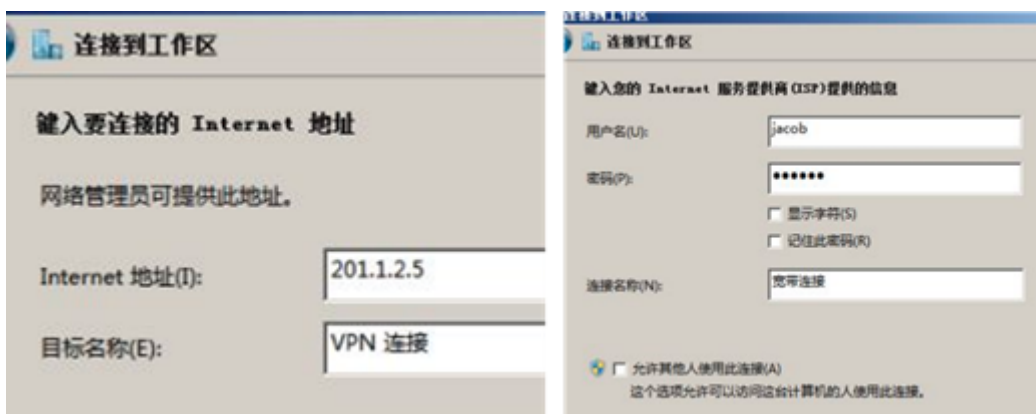 连接到工作区
键入要连接的 Internet 地址
网络管理员可提供此地址。
Internet 地址(I): 201.1.2.5
目标名称(E): VPN 连接
连接到工作区
键入您的 Internet 服务提供商(ISP)提供的信息
用户名(U): jacob
密码(P): ●●●●●●
显示字符(S)
记住此密码(R)
连接名称(N): 宽带连接
允许其他人使用此连接(A)
这个选项允许可以访问这台计算机的人使用此连接。